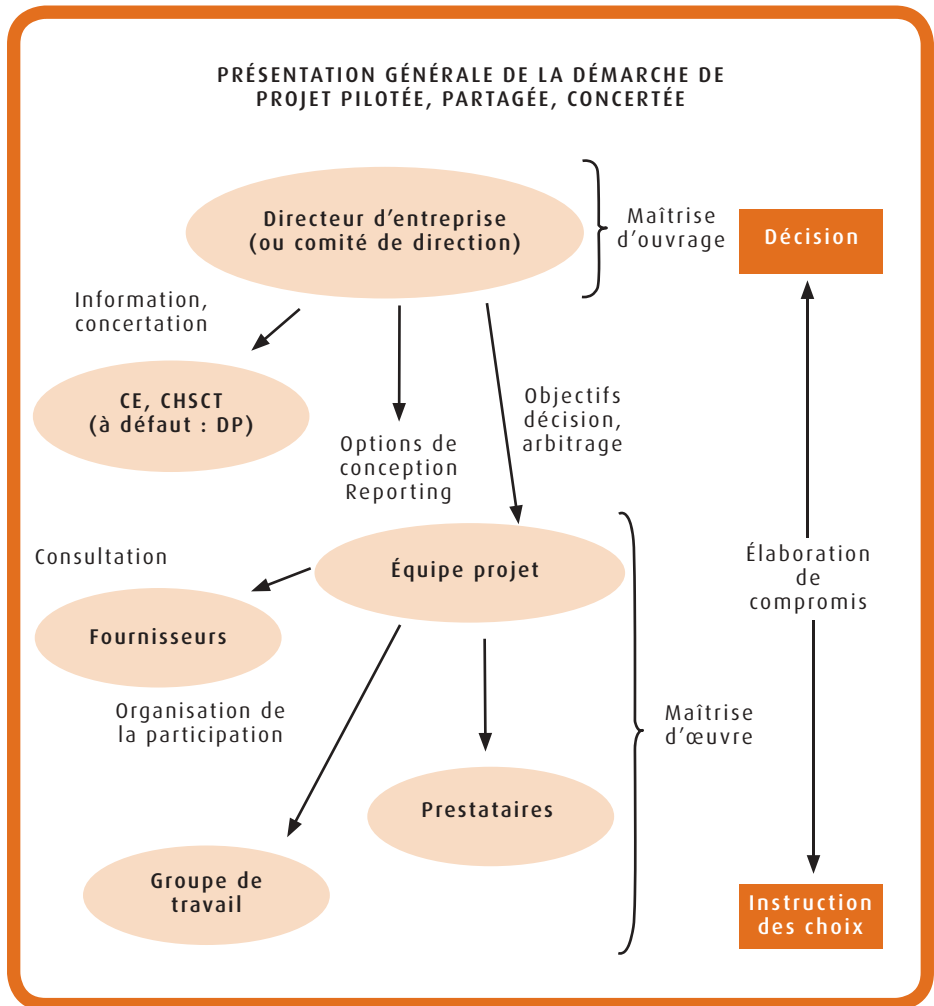 PRÉSENTATION GÉNÉRALE DE LA DÉMARCHE DE
PROJET PILOTÉE, PARTAGÉE, CONCERTÉE
Directeur d'entreprise
(ou comité de direction)
Maîtrise
d'ouvrage
Décision
Information,
concertation
CE, CHSCT
(à défaut : DP)
Options de
conception
Reporting
Objectifs
décision,
arbitrage
Consultation
Équipe projet
Élaboration
de
compromis
Fournisseurs
Organisation de
la participation
Maîtrise
d'œuvre
Prestataires
Groupe de
travail
Instruction
des choix